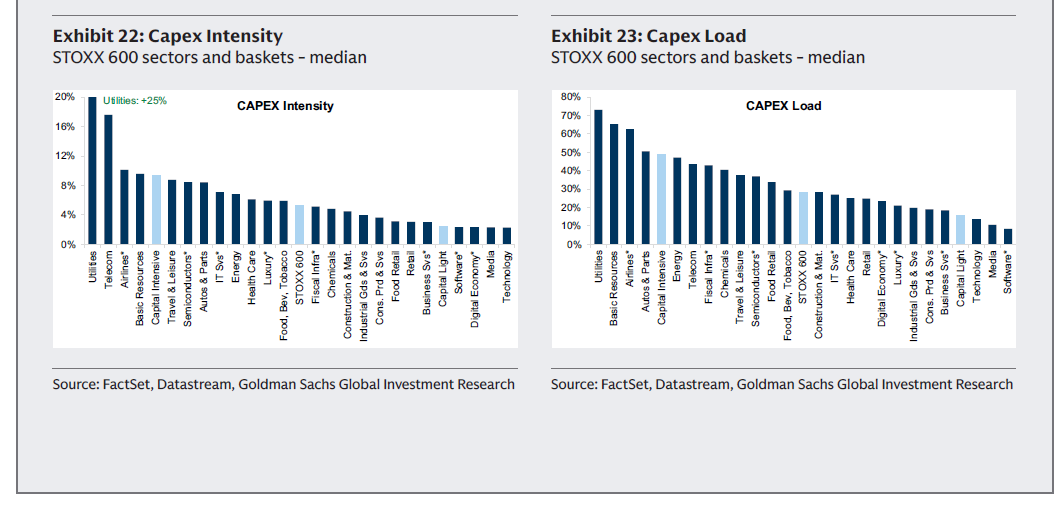 Exhibit 22: Capex Intensity
STOXX 600 sectors and baskets – median
CAPEX Intensity
Utilities: +25%
20%
16%
12%
8%
4%
0%
Utilities
Telecom
Airlines*
Basic Resources
Capital Intensive
Travel & Leisure
Semiconductors*
Autos & Parts
IT Svs*
Energy
Health Care
Luxury*
Food, Bev, Tobacco
STOXX 600
Fiscal Infra*
Chemicals
Construction & Mat.
Industrial Gds & Svs
Cons. Prd & Svs
Food Retail
Retail
Business Svs*
Capital Light
Software*
Digital Economy*
Media
Technology
Source: FactSet, Datastream, Goldman Sachs Global Investment Research
Exhibit 23: Capex Load
STOXX 600 sectors and baskets – median
CAPEX Load
80%
70%
60%
50%
40%
30%
20%
10%
0%
Utilities
Basic Resources
Airlines*
Autos & Parts
Capital Intensive
Energy
Telecom
Fiscal Infra*
Chemicals
Travel & Leisure
Semiconductors*
Food Retail
Food, Bev, Tobacco
STOXX 600
Construction & Mat.
IT Svs*
Health Care
Retail
Digital Economy*
Luxury*
Industrial Gds & Svs
Cons. Prd & Svs
Business Svs*
Capital Light
Technology
Media
Software*
Source: FactSet, Datastream, Goldman Sachs Global Investment Research